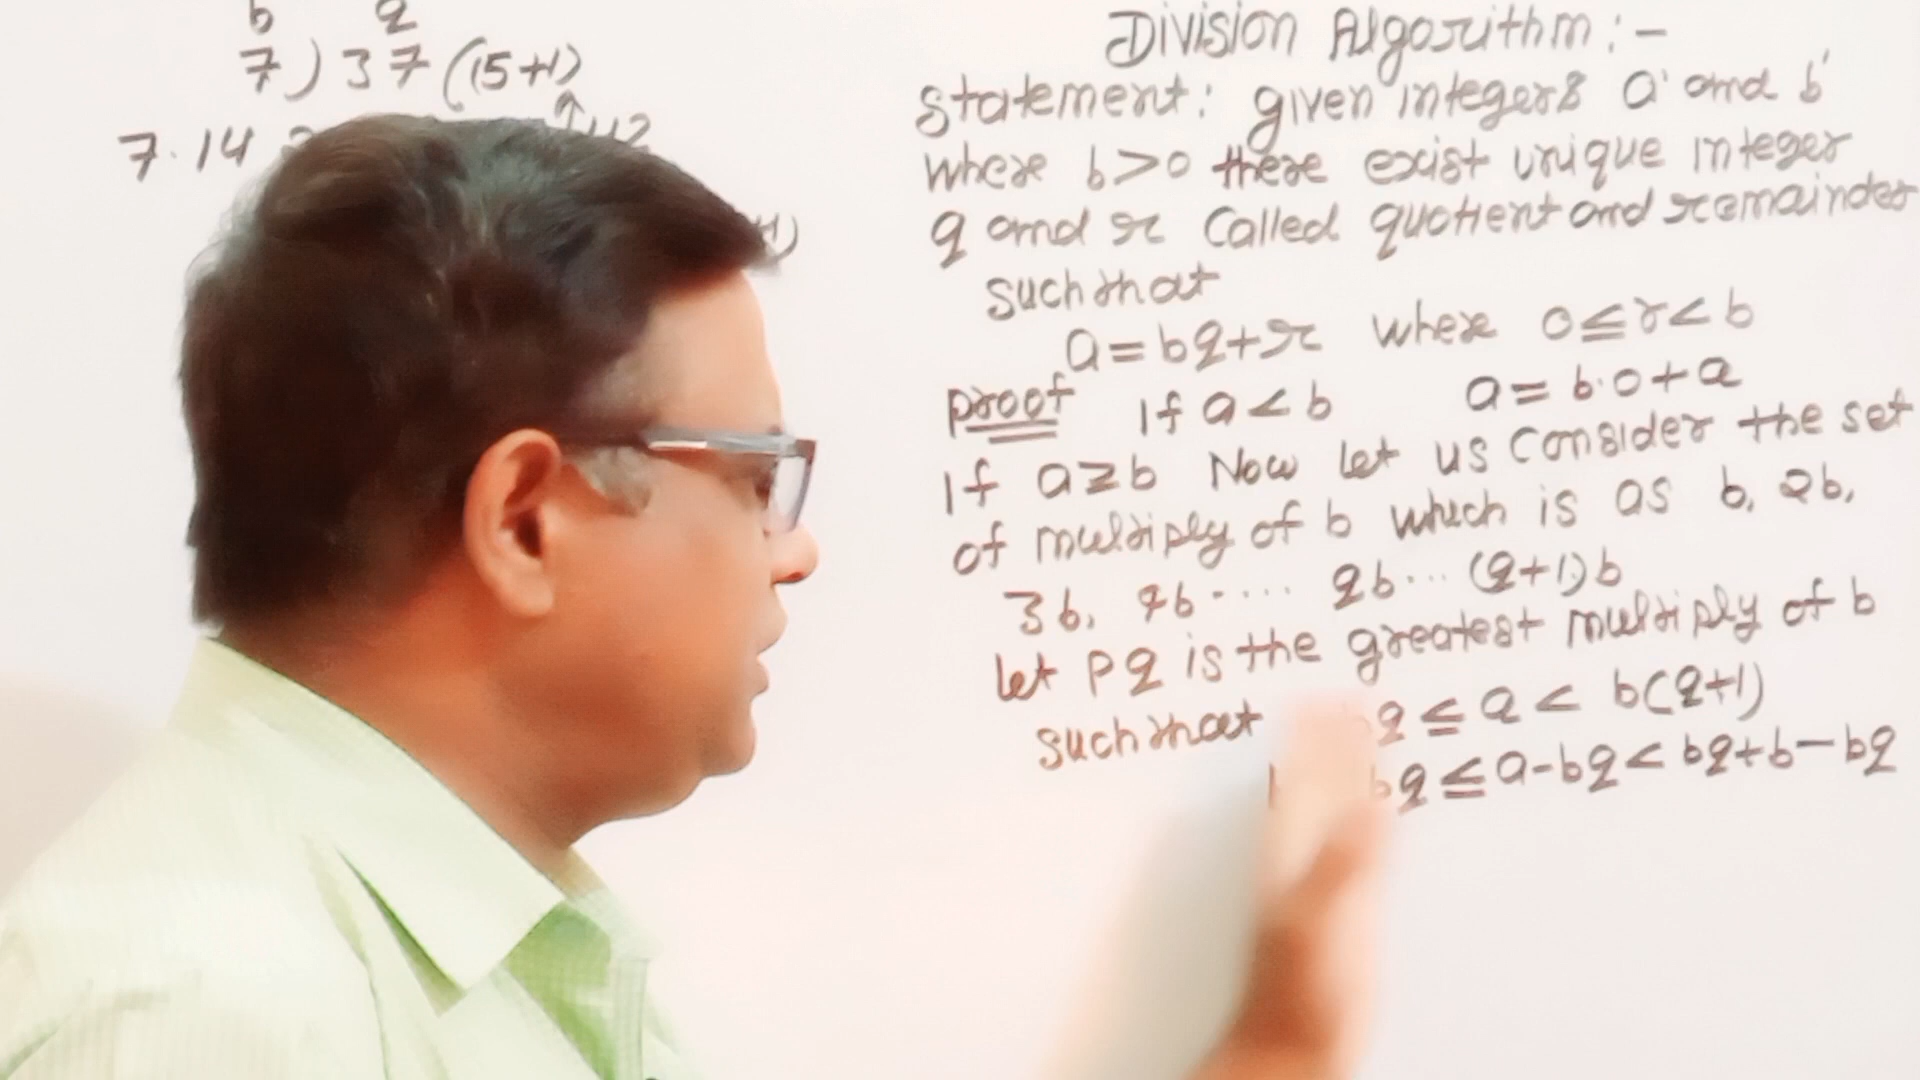 b a
7 ) 37 (15+1)
7.14
Division Algorithm :-
Statement: given integers a and b
where b>0 there exist unique integer
q and r called quotient and remainder
such that
a = bq+r where 0≤r<b
proof If a<b a= b.0+a
If a≥b Now let us Consider the set
of multiply of b which is as b, 2b,
3b, 4b ..... qb ... (q+1)b
let pq is the greatest multiply of b
such that q ≤ a < b(q+1)
bq ≤ a-bq < bq+b-bq